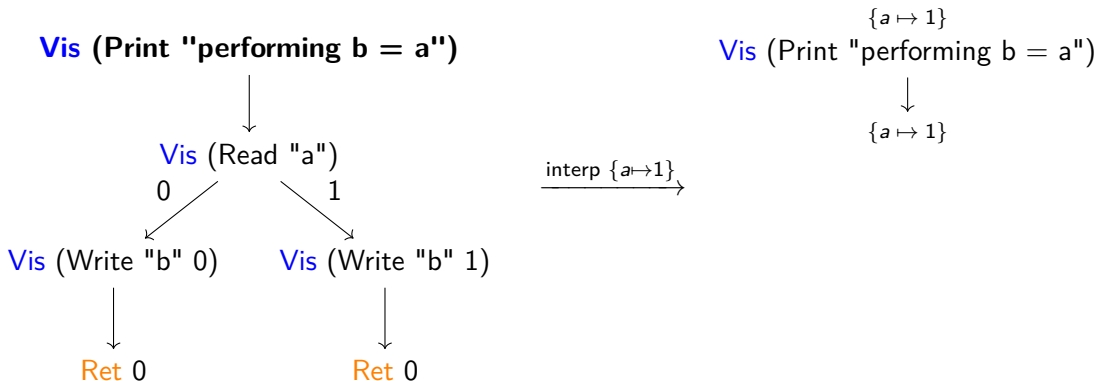 {a ↦ 1}
Vis (Print "performing b = a")
Vis (Print "performing b = a")
{a ↦ 1}
Vis (Read "a")
interp {a↦1}
0 1
Vis (Write "b" 0) Vis (Write "b" 1)
Ret 0 Ret 0